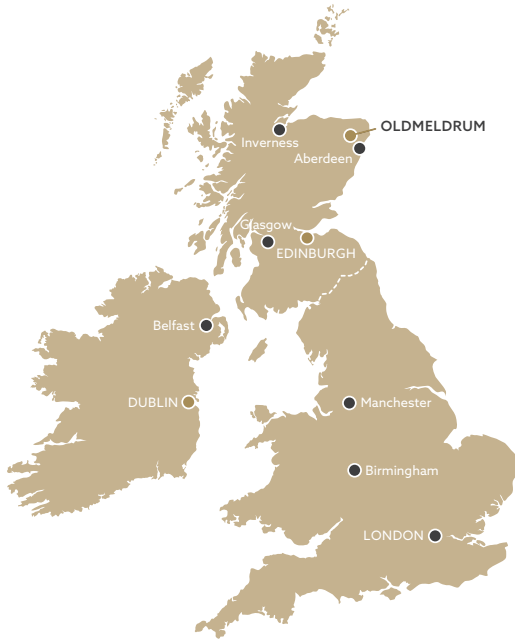 OLDMELDRUM
Inverness
Aberdeen
Glasgow
EDINBURGH
Belfast
DUBLIN
Manchester
Birmingham
LONDON